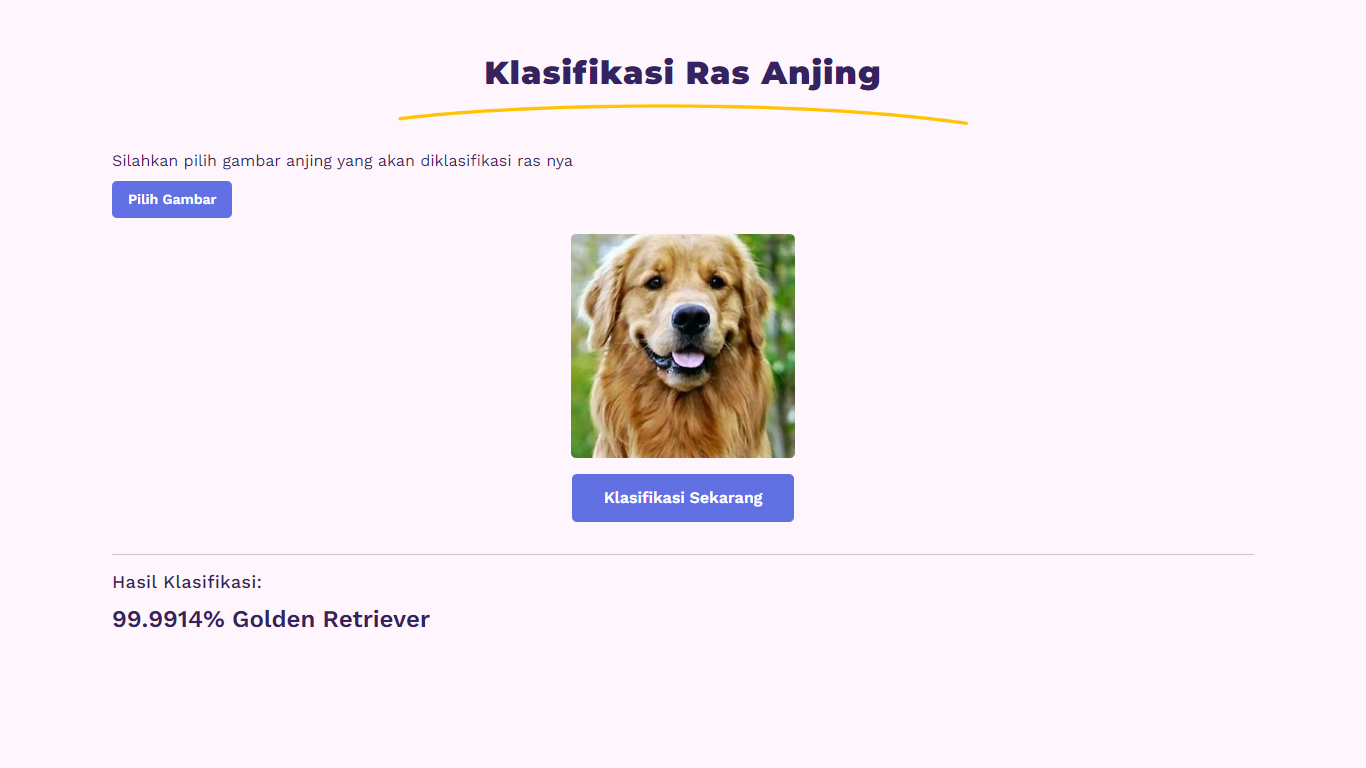 Klasifikasi Ras Anjing
Silahkan pilih gambar anjing yang akan diklasifikasi ras nya
Pilih Gambar
Klasifikasi Sekarang
Hasil Klasifikasi:
99.9914% Golden Retriever